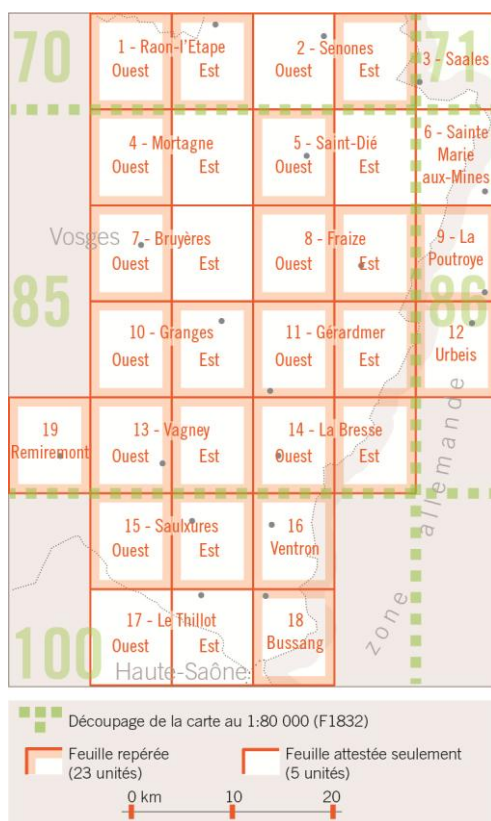 70
71
1 - Raon-l'Etape
Ouest Est
2 - Senones
Ouest Est
3 - Saales
4 - Mortagne
Ouest Est
5 - Saint-Dié
Ouest Est
6 - Sainte
Marie
aux-Mines
Vosges
7 - Bruyères
Ouest Est
8 - Fraize
Ouest Est
9 - La
Poutroye
85
86
10 - Granges
Ouest Est
11 - Gérardmer
Ouest Est
12
Urbeis
19
Remiremont
13 - Vagney
Ouest Est
14 - La Bresse
Ouest Est
zone allemande
15 - Saulxures
Ouest Est
16
Ventron
17 - Le Thillot
Ouest Est
18
Bussang
100
Haute-Saône
Découpage de la carte au 1:80 000 (F1832)
Feuille repérée
(23 unités)
Feuille attestée seulement
(5 unités)
0 km 10 20